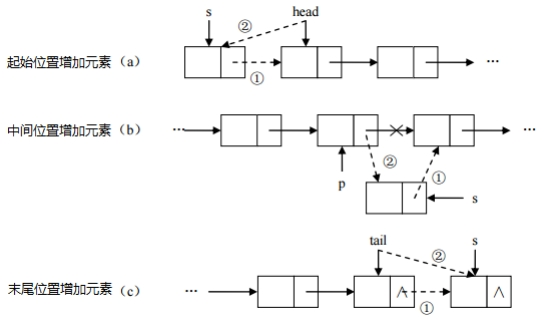 s head
②
起始位置增加元素（a） ...
①
中间位置增加元素（b） ... ...
②
①
p s
tail s
②
末尾位置增加元素（c） ... ∧ ∧
①